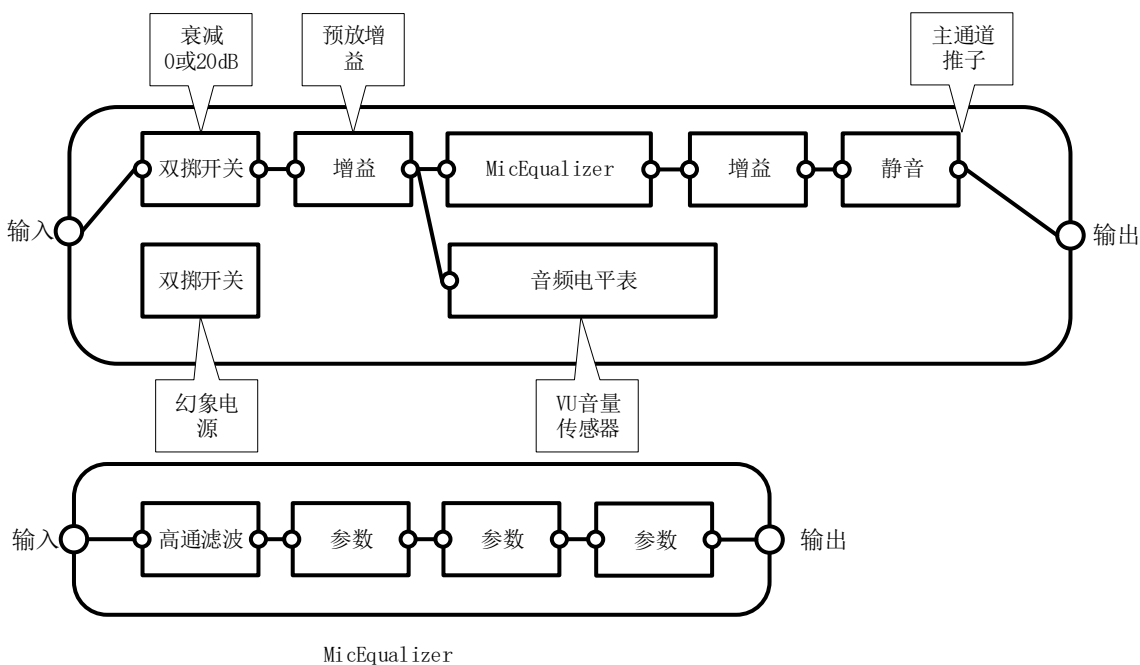 衰减
0或20dB
预放增
益
主通道
推子
双掷开关
增益
MicEqualizer
增益
静音
输入
输出
双掷开关
音频电平表
幻象电
源
VU音量
传感器
输入
高通滤波
参数
参数
参数
输出
MicEqualizer